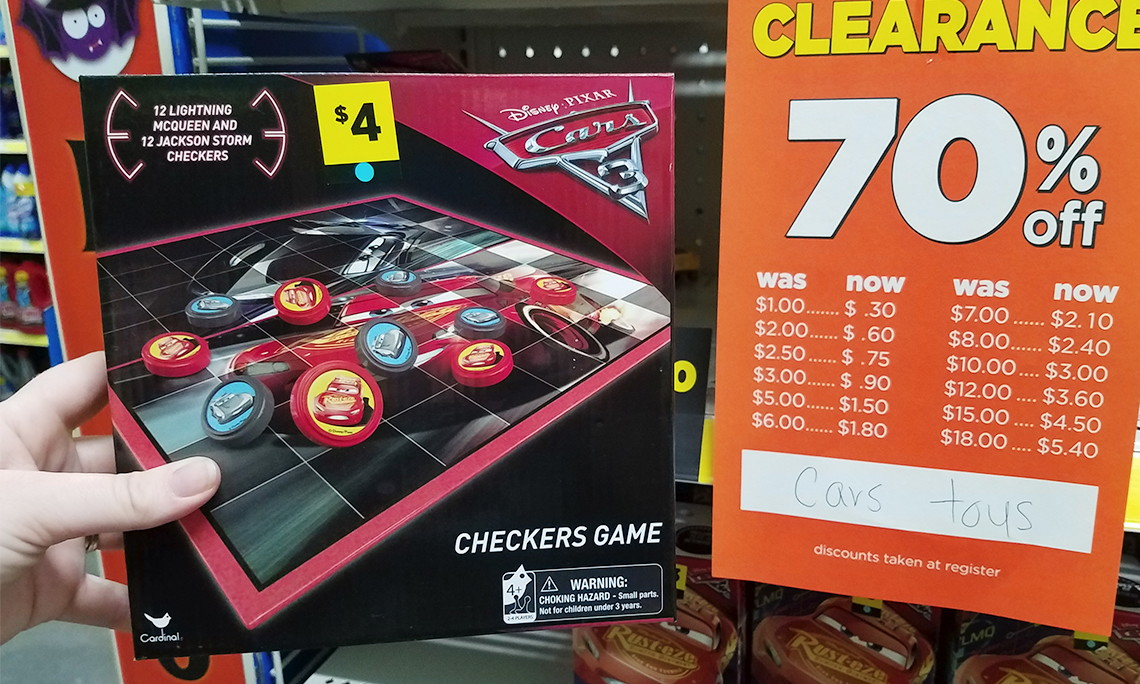 12 LIGHTNING
MCQUEEN AND
12 JACKSON STORM
CHECKERS
$4
DISNEY·PIXAR
Cars
3
CHECKERS GAME
4+
2-4 PLAYERS
WARNING:
CHOKING HAZARD - Small parts.
Not for children under 3 years.
Cardinal
CLEARANCE
70% off
was now was now
$1.00....... $ .30 $7.00 ...... $2.10
$2.00...... $ .60 $8.00...... $2.40
$2.50...... $ .75 $10.00.... $3.00
$3.00...... $ .90 $12.00 .... $3.60
$5.00...... $1.50 $15.00 .... $4.50
$6.00...... $1.80 $18.00 .... $5.40
Cars toys
discounts taken at register
0